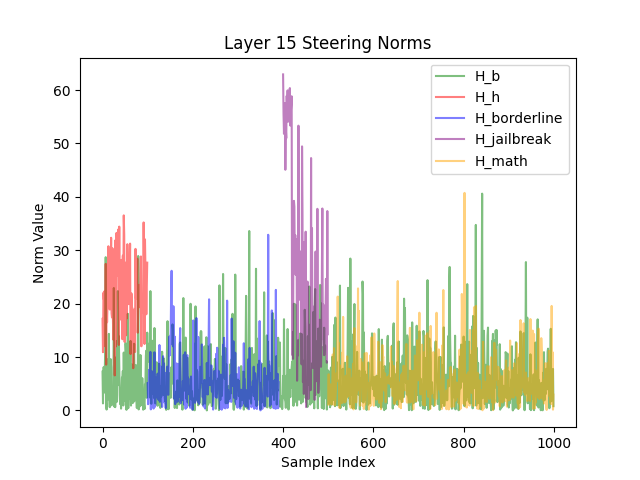 Layer 15 Steering Norms
H_b
H_h
H_borderline
H_jailbreak
H_math
Norm Value
60
50
40
30
20
10
0
0 200 400 600 800 1000
Sample Index